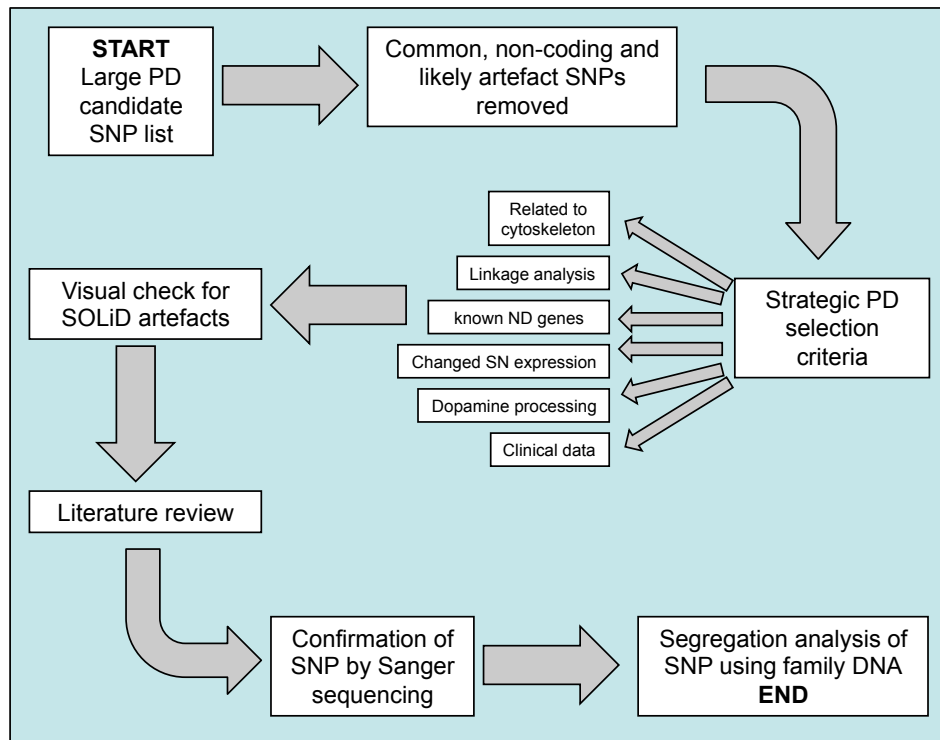 START
Large PD
candidate
SNP list
Common, non-coding and
likely artefact SNPs
removed
Strategic PD
selection
criteria
Related to
cytoskeleton
Linkage analysis
known ND genes
Changed SN expression
Dopamine processing
Clinical data
Visual check for
SOLiD artefacts
Literature review
Confirmation of
SNP by Sanger
sequencing
Segregation analysis of
SNP using family DNA
END